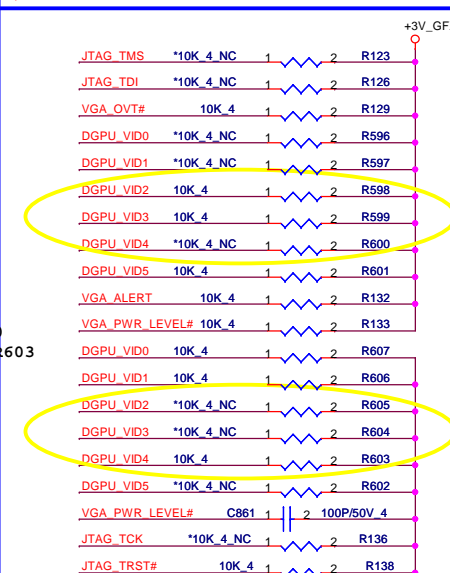 +3V_GF
JTAG_TMS *10K_4_NC 1 2 R123
JTAG_TDI *10K_4_NC 1 2 R126
VGA_OVT# 10K_4 1 2 R129
DGPU_VID0 *10K_4_NC 1 2 R596
DGPU_VID1 *10K_4_NC 1 2 R597
DGPU_VID2 10K_4 1 2 R598
DGPU_VID3 10K_4 1 2 R599
DGPU_VID4 *10K_4_NC 1 2 R600
DGPU_VID5 10K_4 1 2 R601
VGA_ALERT 10K_4 1 2 R132
VGA_PWR_LEVEL# 10K_4 1 2 R133
DGPU_VID0 10K_4 1 2 R607
DGPU_VID1 10K_4 1 2 R606
DGPU_VID2 *10K_4_NC 1 2 R605
DGPU_VID3 *10K_4_NC 1 2 R604
DGPU_VID4 10K_4 1 2 R603
DGPU_VID5 *10K_4_NC 1 2 R602
VGA_PWR_LEVEL# C861 1 2 100P/50V_4
JTAG_TCK *10K_4_NC 1 2 R136
JTAG_TRST# 10K_4 1 2 R138